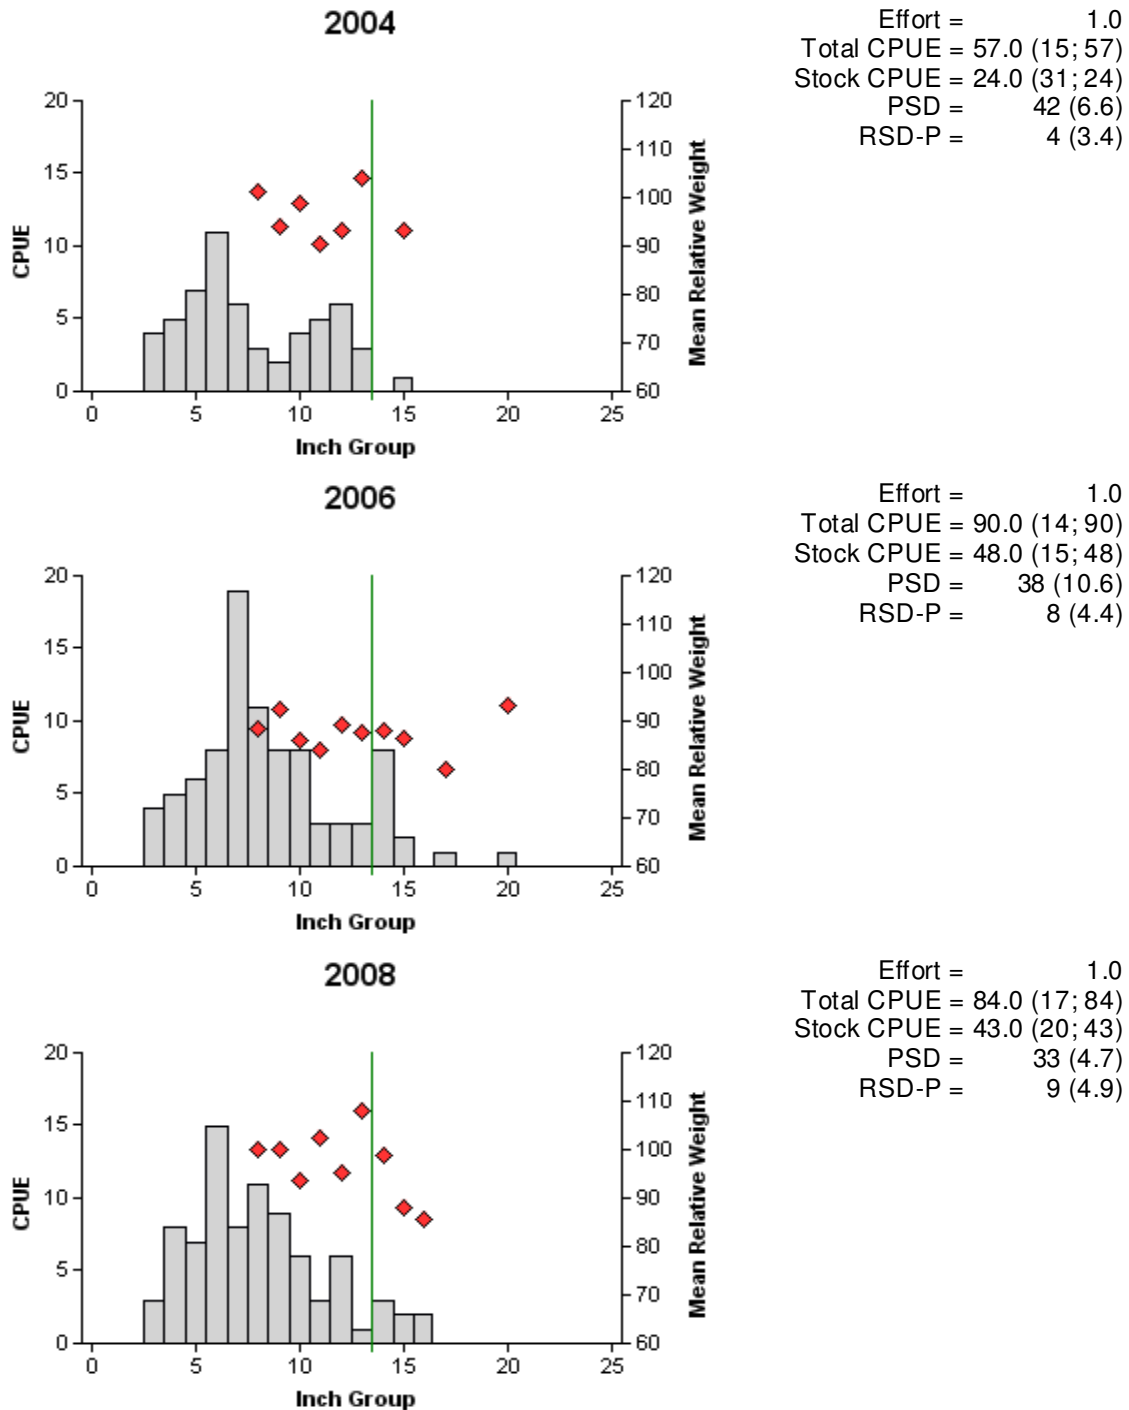 2004
Effort = 1.0
Total CPUE = 57.0 (15; 57)
Stock CPUE = 24.0 (31; 24)
PSD = 42 (6.6)
RSD-P = 4 (3.4)
20
15
10
5
0
CPUE
120
110
100
90
80
70
60
Mean Relative Weight
0 5 10 15 20 25
Inch Group
2006
Effort = 1.0
Total CPUE = 90.0 (14; 90)
Stock CPUE = 48.0 (15; 48)
PSD = 38 (10.6)
RSD-P = 8 (4.4)
20
15
10
5
0
CPUE
120
110
100
90
80
70
60
Mean Relative Weight
0 5 10 15 20 25
Inch Group
2008
Effort = 1.0
Total CPUE = 84.0 (17; 84)
Stock CPUE = 43.0 (20; 43)
PSD = 33 (4.7)
RSD-P = 9 (4.9)
20
15
10
5
0
CPUE
120
110
100
90
80
70
60
Mean Relative Weight
0 5 10 15 20 25
Inch Group